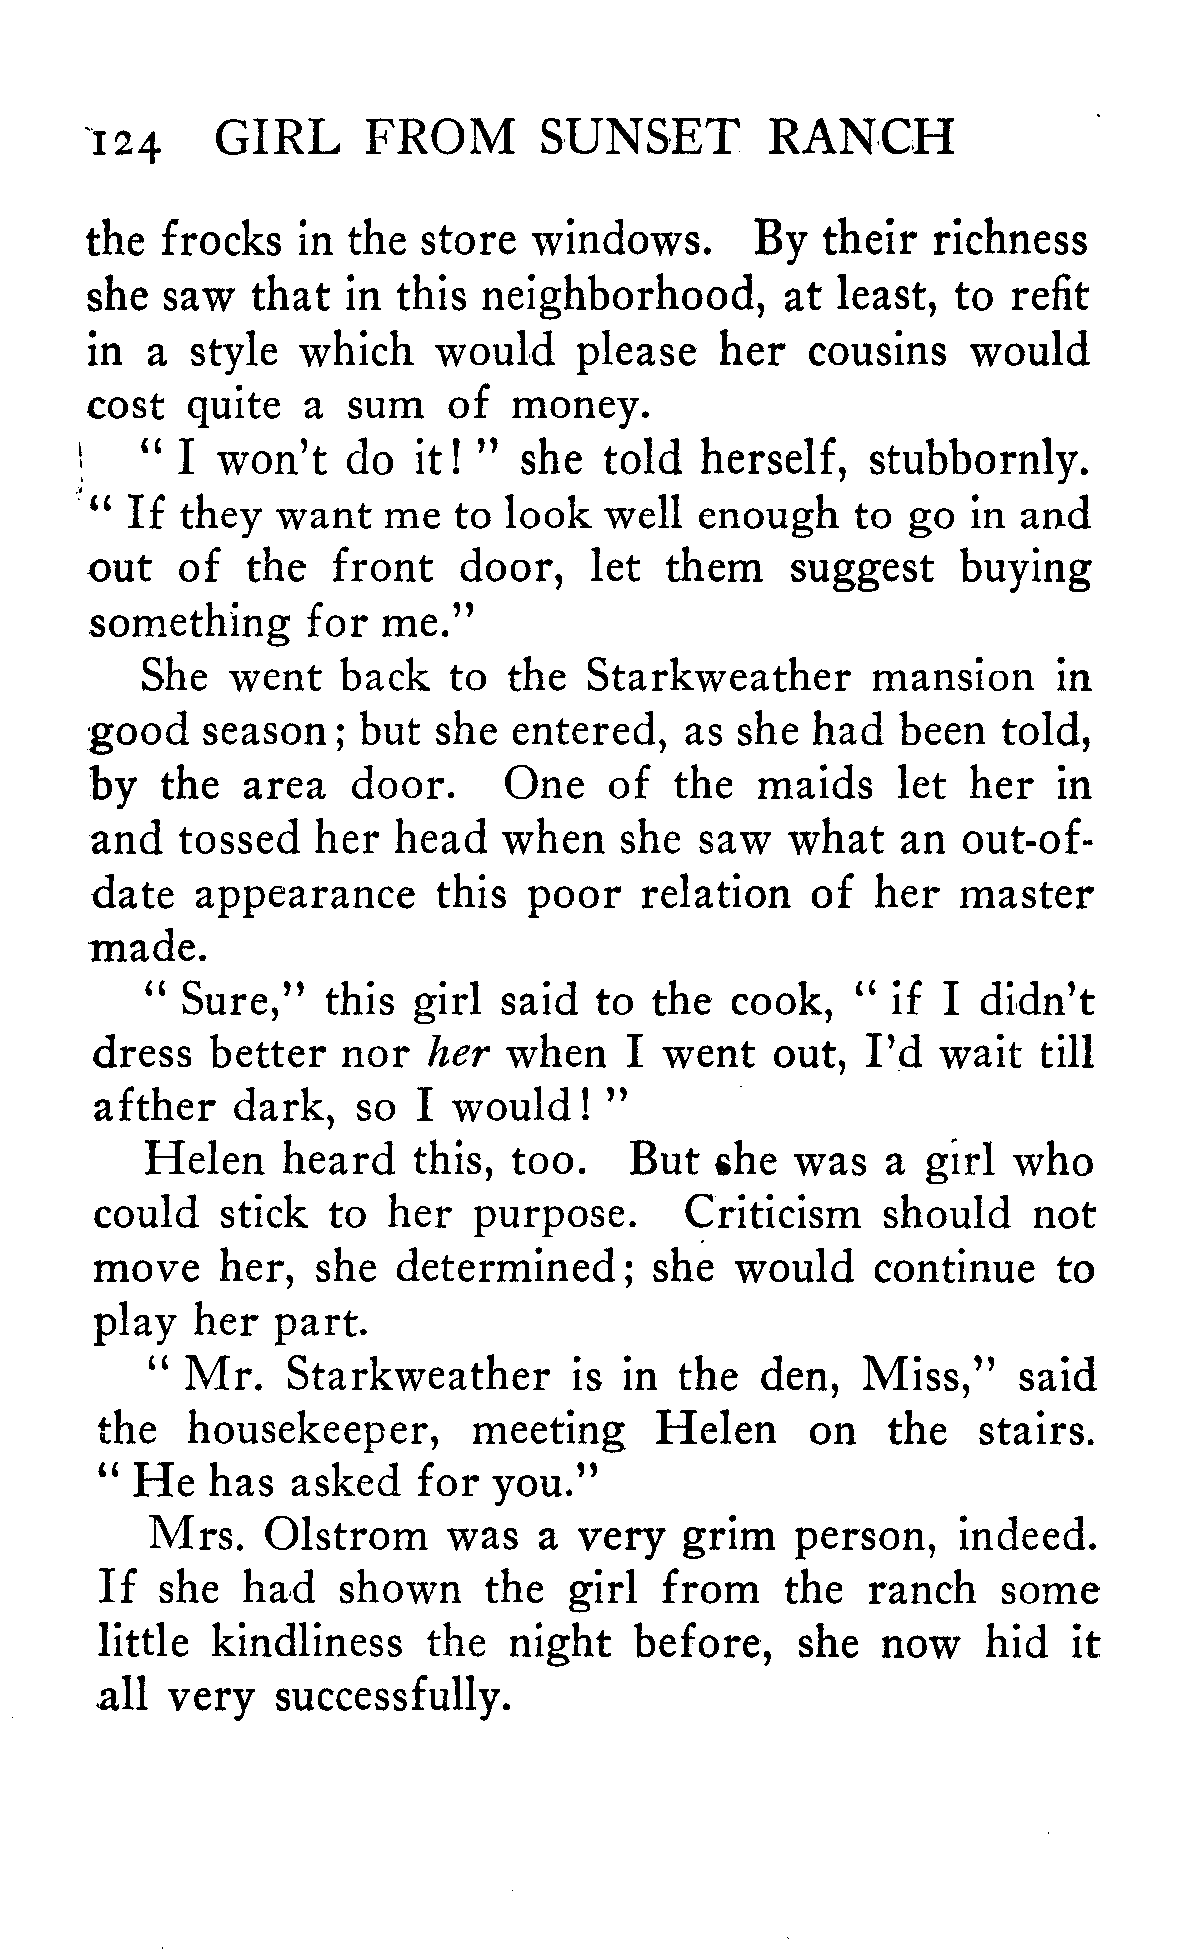 124 GIRL FROM SUNSET RANCH
the frocks in the store windows. By their richness
she saw that in this neighborhood, at least, to refit
in a style which would please her cousins would
cost quite a sum of money.
" I won't do it! " she told herself, stubbornly.
" If they want me to look well enough to go in and
out of the front door, let them suggest buying
something for me."
She went back to the Starkweather mansion in
good season; but she entered, as she had been told,
by the area door. One of the maids let her in
and tossed her head when she saw what an out-of-
date appearance this poor relation of her master
made.
" Sure," this girl said to the cook, " if I didn't
dress better nor her when I went out, I'd wait till
afther dark, so I would! "
Helen heard this, too. But she was a girl who
could stick to her purpose. Criticism should not
move her, she determined; she would continue to
play her part.
" Mr. Starkweather is in the den, Miss," said
the housekeeper, meeting Helen on the stairs.
" He has asked for you."
Mrs. Olstrom was a very grim person, indeed.
If she had shown the girl from the ranch some
little kindliness the night before, she now hid it
all very successfully.